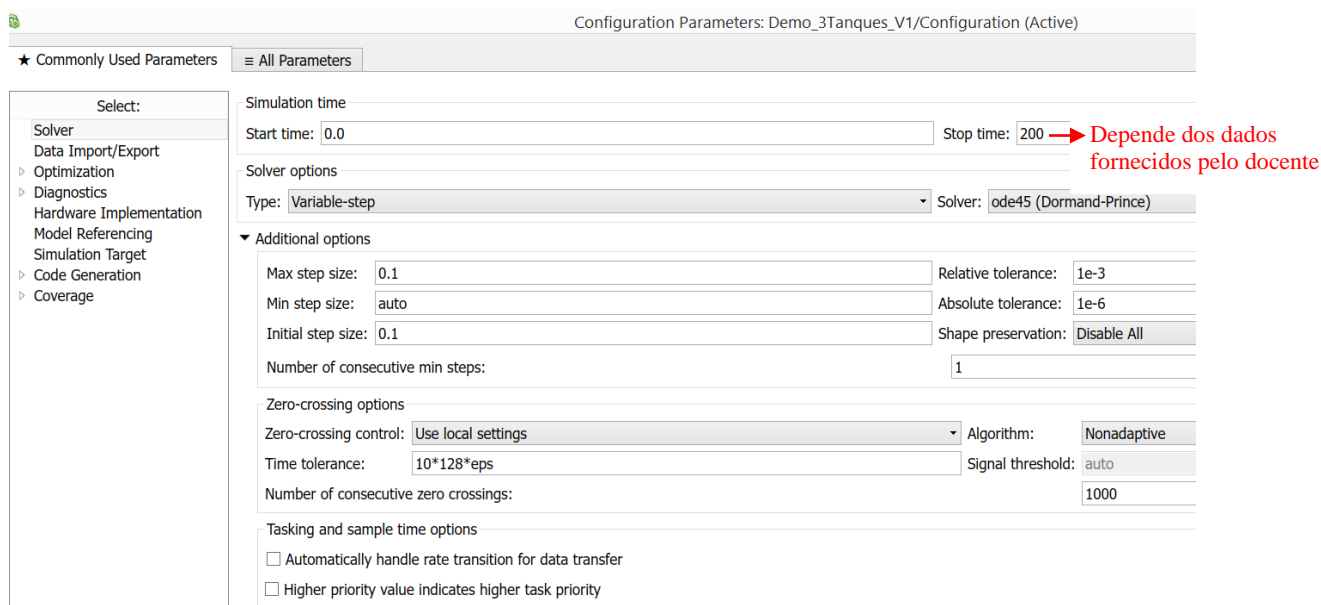 Configuration Parameters: Demo_3Tanques_V1/Configuration (Active)
★ Commonly Used Parameters
≡ All Parameters
Select:
Solver
Data Import/Export
Optimization
Diagnostics
Hardware Implementation
Model Referencing
Simulation Target
Code Generation
Coverage
Simulation time
Start time: 0.0
Stop time: 200
Depende dos dados
fornecidos pelo docente
Solver options
Type: Variable-step
Solver: ode45 (Dormand-Prince)
Additional options
Max step size: 0.1
Relative tolerance: 1e-3
Min step size: auto
Absolute tolerance: 1e-6
Initial step size: 0.1
Shape preservation: Disable All
Number of consecutive min steps: 1
Zero-crossing options
Zero-crossing control: Use local settings
Algorithm: Nonadaptive
Time tolerance: 10*128*eps
Signal threshold: auto
Number of consecutive zero crossings: 1000
Tasking and sample time options
Automatically handle rate transition for data transfer
Higher priority value indicates higher task priority